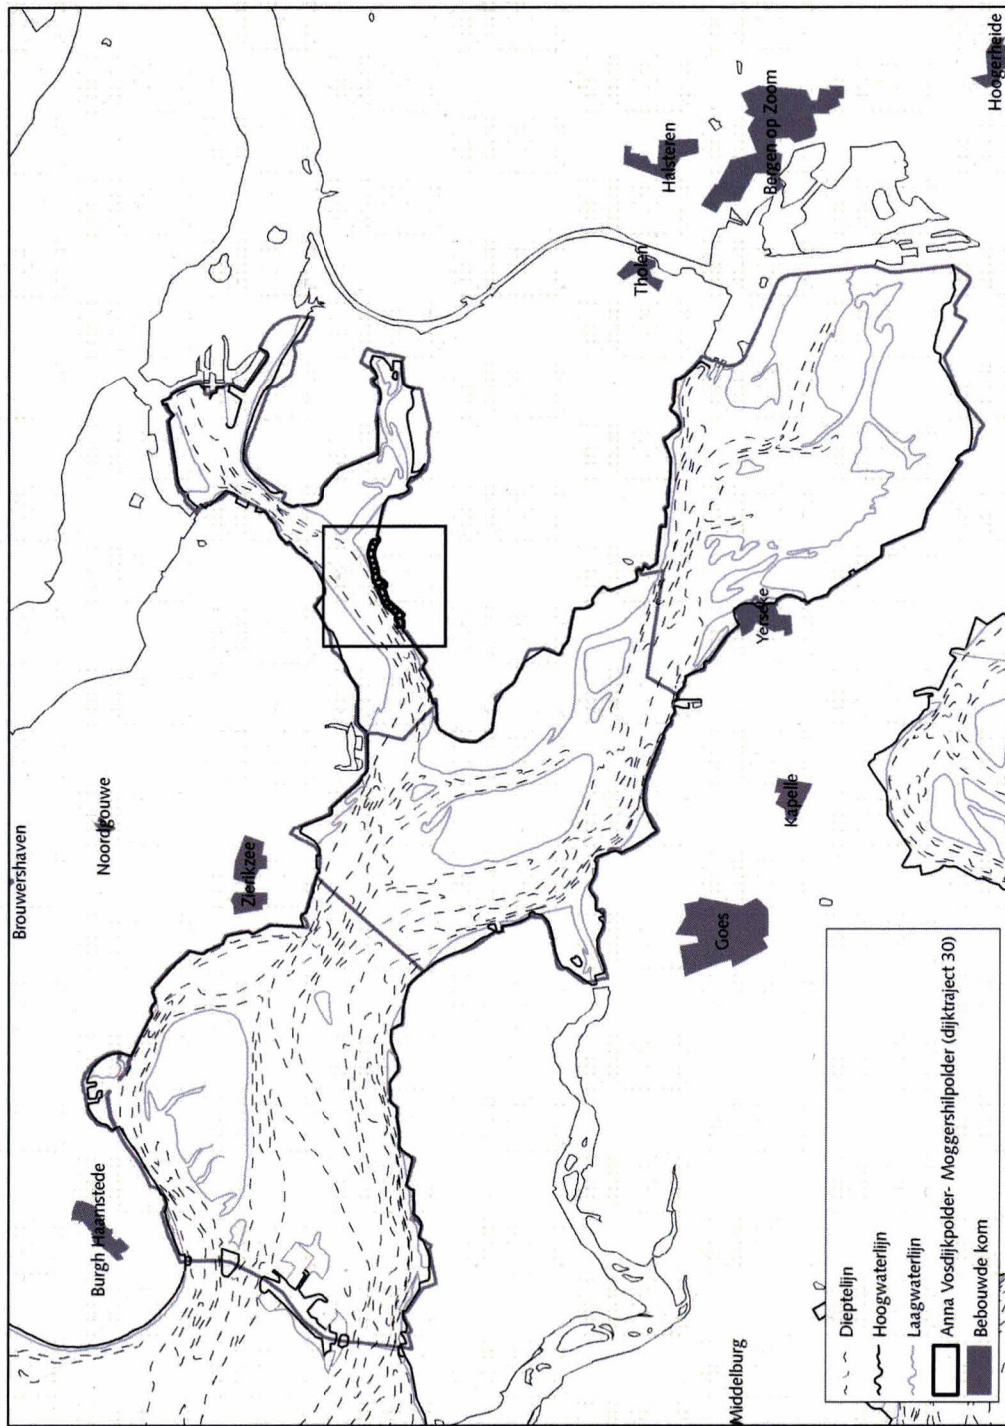 Brouwershaven
Noordgouwe
Zierikzee
Burgh Haamstede
Halsteren
Bergen op Zoom
Hoogerheide
Tholen
Yerseke
Kapelle
Goes
Middelburg
Dieptelijn
Hoogwaterlijn
Laagwaterlijn
Anna Vosdijkpolder- Moggershilpolder (dijktraject 30)
Bebouwde kom